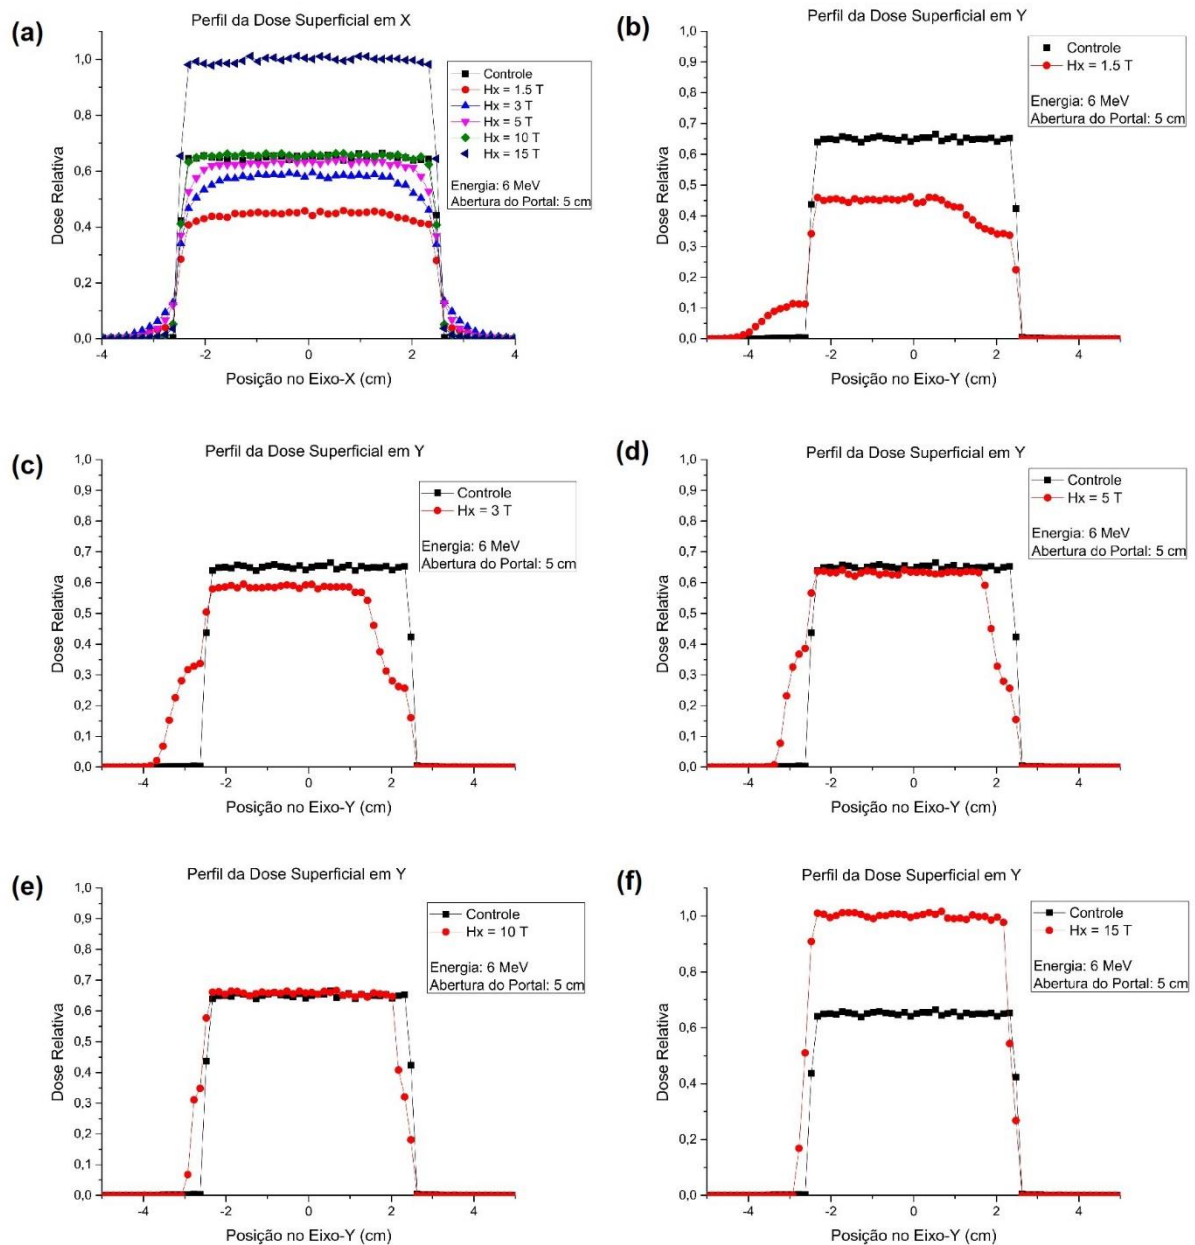 (a)
Perfil da Dose Superficial em X
Dose Relativa
1,0
0,8
0,6
0,4
0,2
0,0
-4 -2 0 2 4
Posição no Eixo-X (cm)
Controle
Hx = 1.5 T
Hx = 3 T
Hx = 5 T
Hx = 10 T
Hx = 15 T
Energia: 6 MeV
Abertura do Portal: 5 cm
(b)
Perfil da Dose Superficial em Y
Dose Relativa
1,0
0,9
0,8
0,7
0,6
0,5
0,4
0,3
0,2
0,1
0,0
-4 -2 0 2 4
Posição no Eixo-Y (cm)
Controle
Hx = 1.5 T
Energia: 6 MeV
Abertura do Portal: 5 cm
(c)
Perfil da Dose Superficial em Y
Dose Relativa
1,0
0,9
0,8
0,7
0,6
0,5
0,4
0,3
0,2
0,1
0,0
-4 -2 0 2 4
Posição no Eixo-Y (cm)
Controle
Hx = 3 T
Energia: 6 MeV
Abertura do Portal: 5 cm
(d)
Perfil da Dose Superficial em Y
Dose Relativa
1,0
0,9
0,8
0,7
0,6
0,5
0,4
0,3
0,2
0,1
0,0
-4 -2 0 2 4
Posição no Eixo-Y (cm)
Controle
Hx = 5 T
Energia: 6 MeV
Abertura do Portal: 5 cm
(e)
Perfil da Dose Superficial em Y
Dose Relativa
1,0
0,9
0,8
0,7
0,6
0,5
0,4
0,3
0,2
0,1
0,0
-4 -2 0 2 4
Posição no Eixo-Y (cm)
Controle
Hx = 10 T
Energia: 6 MeV
Abertura do Portal: 5 cm
(f)
Perfil da Dose Superficial em Y
Dose Relativa
1,0
0,8
0,6
0,4
0,2
0,0
-4 -2 0 2 4
Posição no Eixo-Y (cm)
Controle
Hx = 15 T
Energia: 6 MeV
Abertura do Portal: 5 cm